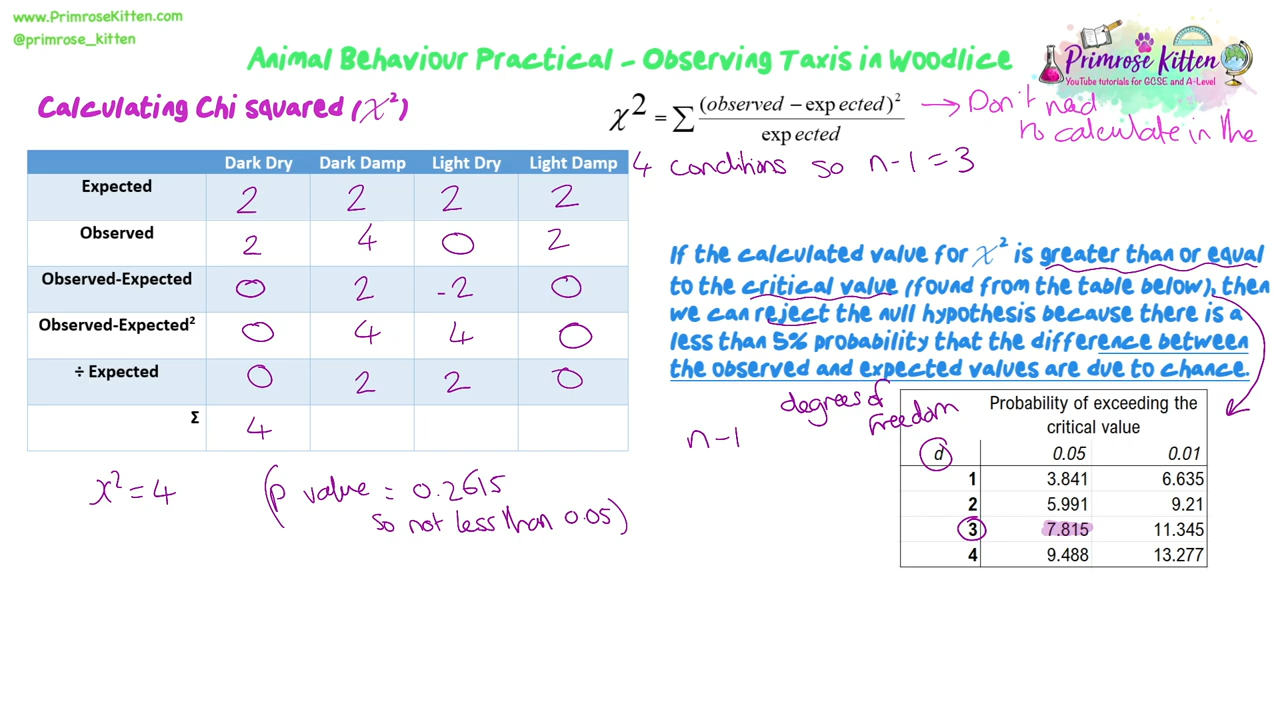 www.PrimroseKitten.com
@primrose_kitten
Animal Behaviour Practical - Observing Taxis in Woodlice
Primrose Kitten
YouTube tutorials for GCSE and A-Level
Calculating Chi squared (χ²)
χ² = ∑ (observed – expected)² / expected → Don't need
to calculate in the
4 conditions so n-1 = 3
Dark Dry Dark Damp Light Dry Light Damp
Expected 2 2 2 2
Observed 2 4 0 2
Observed-Expected 0 2 -2 0
Observed-Expected² 0 4 4 0
÷ Expected 0 2 2 0
Σ 4
x² = 4 (p value = 0.2615
so not less than 0.05)
If the calculated value for χ² is greater than or equal
to the critical value (found from the table below), then
we can reject the null hypothesis because there is a
less than 5% probability that the difference between
the observed and expected values are due to chance.
degrees of
freedom
n-1
Probability of exceeding the
critical value
d 0.05 0.01
1 3.841 6.635
2 5.991 9.21
3 7.815 11.345
4 9.488 13.277